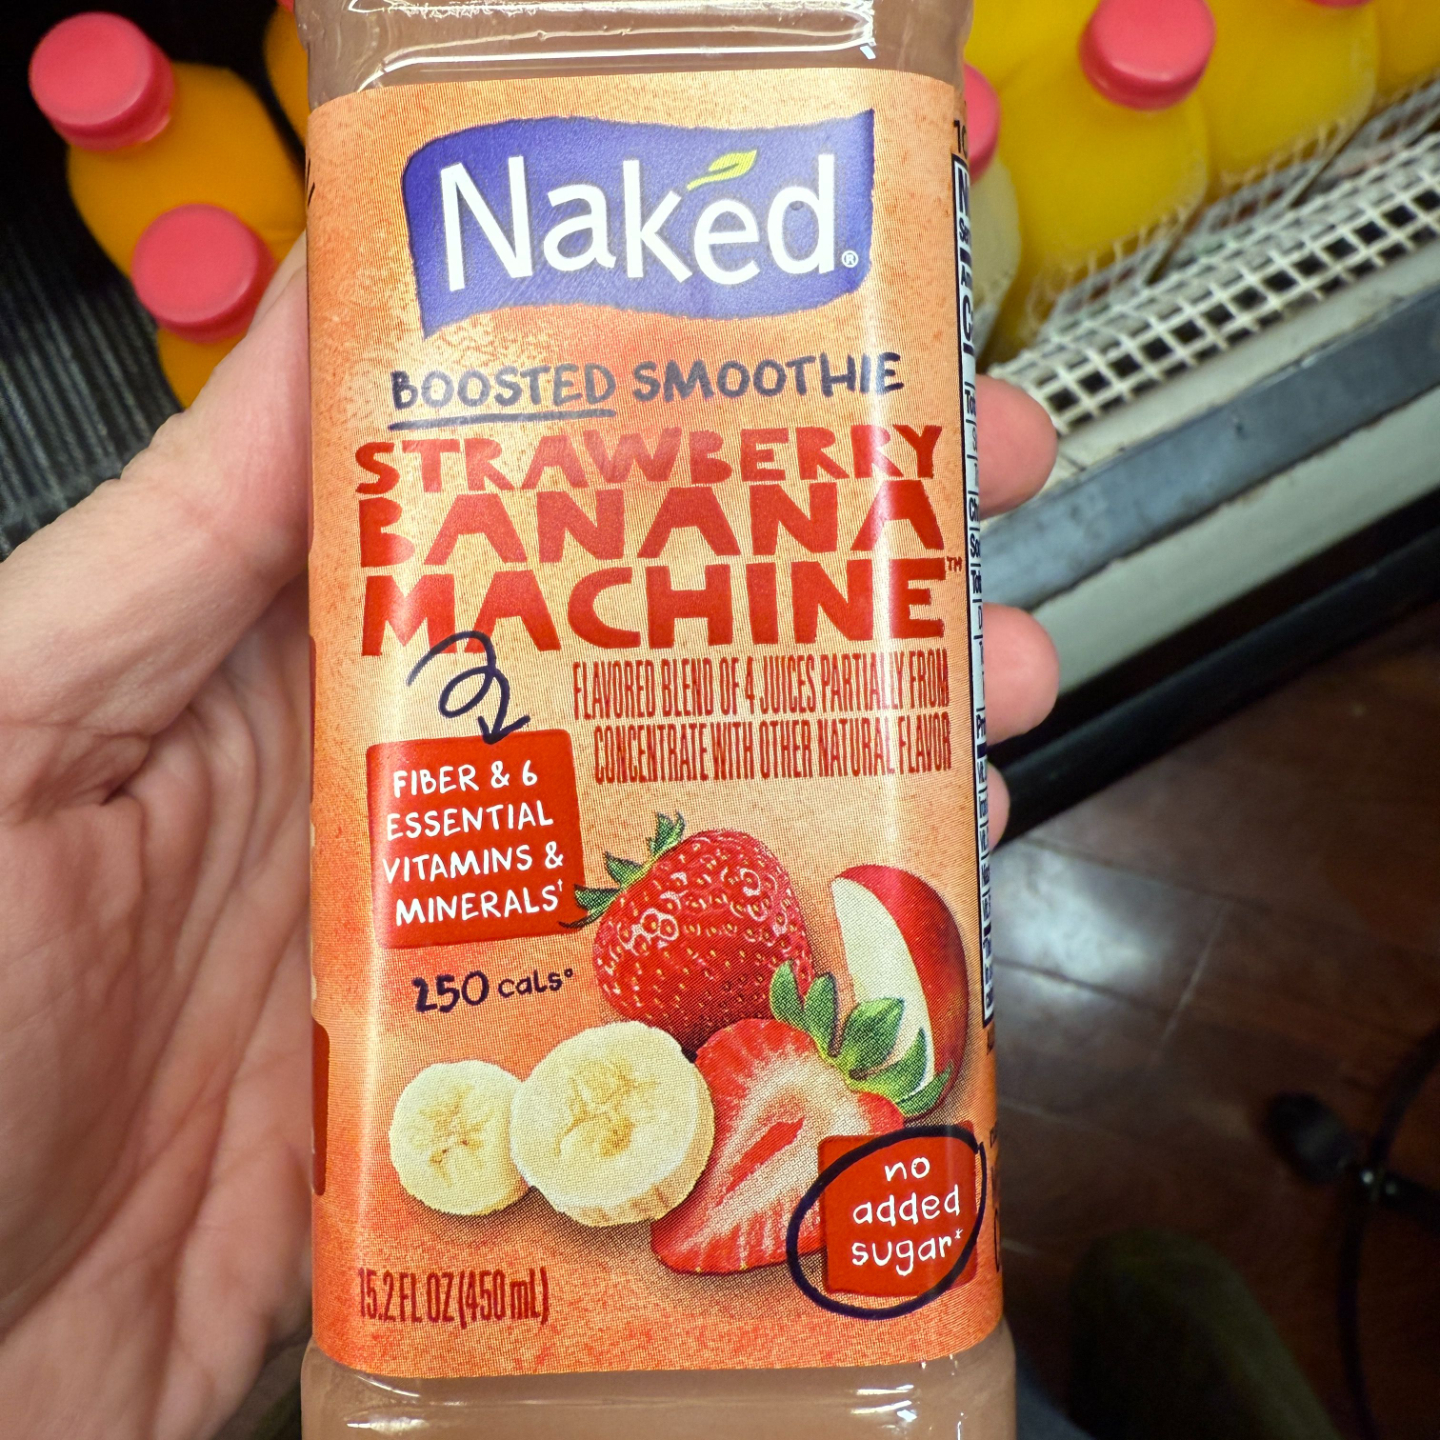 Naked®
BOOSTED SMOOTHIE
STRAWBERRY
BANANA
MACHINE™
FLAVORED BLEND OF 4 JUICES PARTIALLY FROM
CONCENTRATE WITH OTHER NATURAL FLAVOR
FIBER & 6
ESSENTIAL
VITAMINS &
MINERALS†
250 cals°
no
added
sugar*
15.2 FL OZ (450 mL)